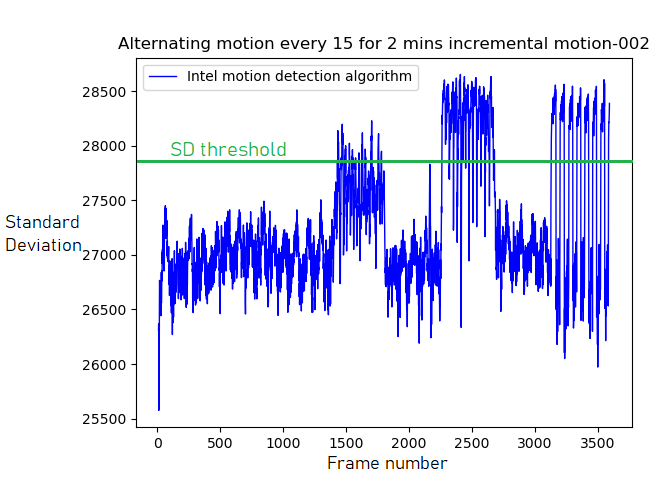 Alternating motion every 15 for 2 mins incremental motion-002
Intel motion detection algorithm
28500
SD threshold
28000
27500
Standard
Deviation
27000
26500
26000
25500
0 500 1000 1500 2000 2500 3000 3500
Frame number